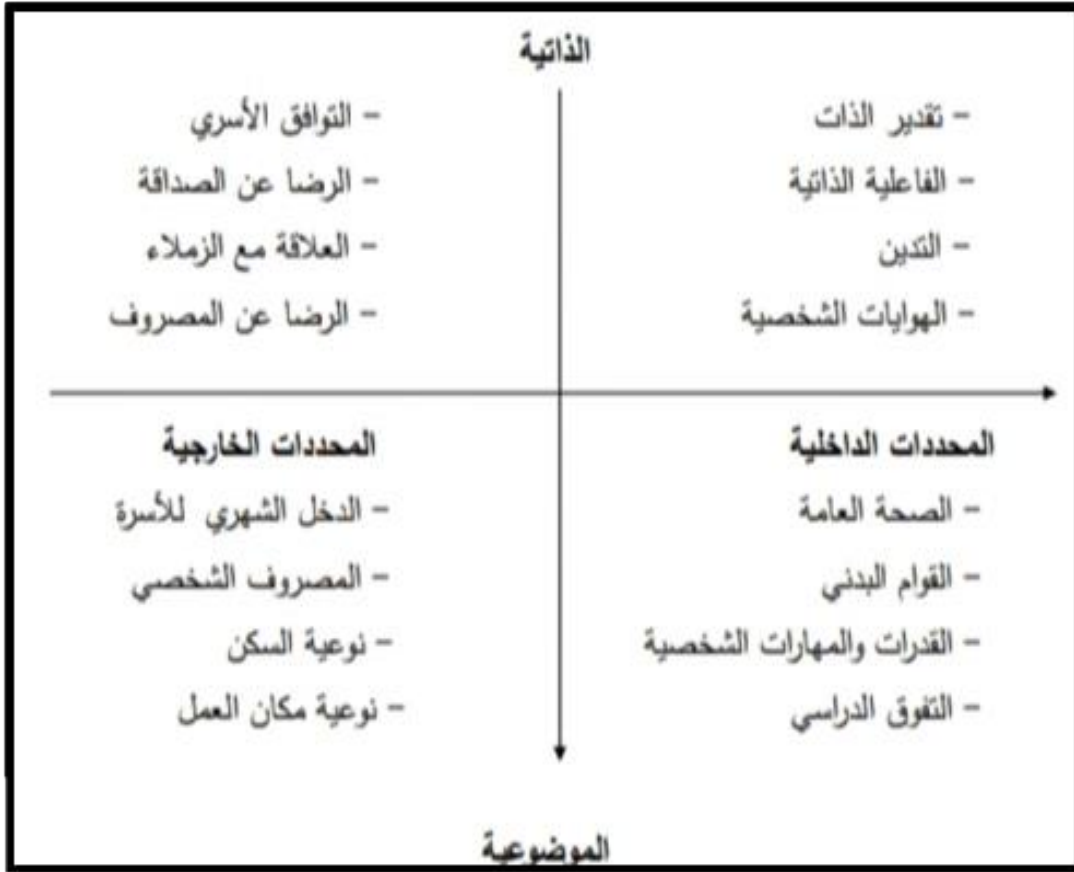 الذاتية
- تقدير الذات
- الفاعلية الذاتية
- التدين
- الهوايات الشخصية
- التوافق الأسري
- الرضا عن الصداقة
- العلاقة مع الزملاء
- الرضا عن المصروف
المحددات الداخلية
- الصحة العامة
- القوام البدني
- القدرات والمهارات الشخصية
- التفوق الدراسي
المحددات الخارجية
- الدخل الشهري للأسرة
- المصروف الشخصي
- نوعية السكن
- نوعية مكان العمل
الموضوعية